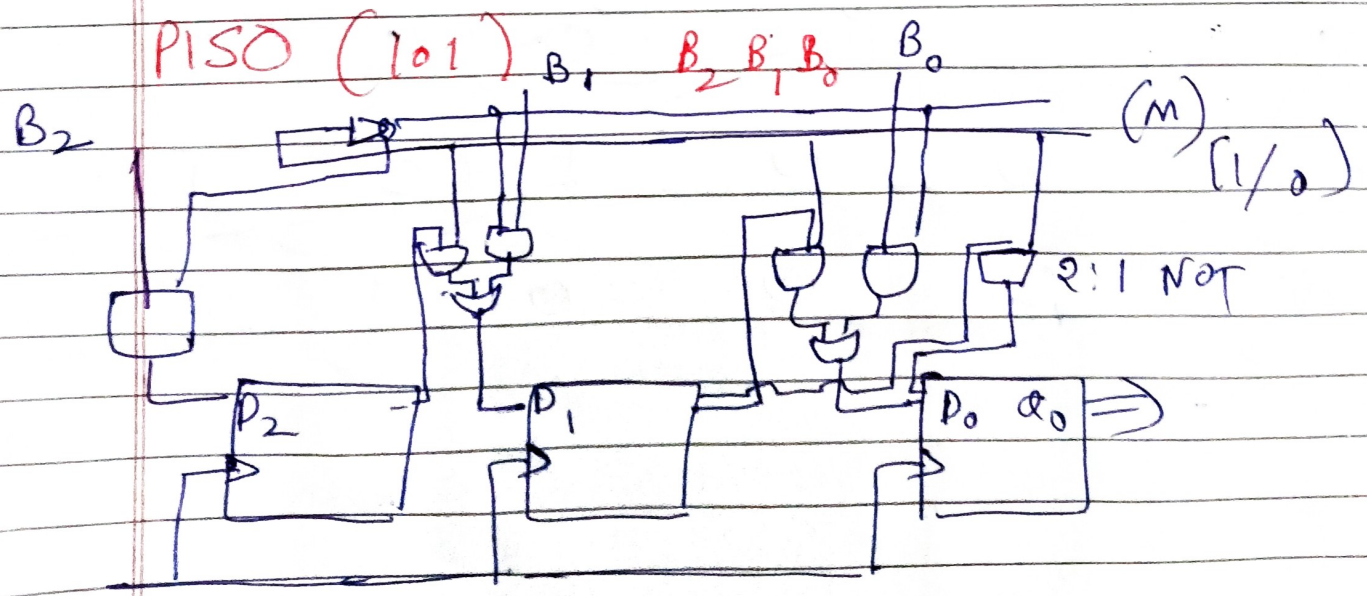 PISO (101) B₂ B₁ B₀
B₂ B₁ B₀
(M)
(1/0)
2:1 NOT
D₂ D₁ D₀ Q₀